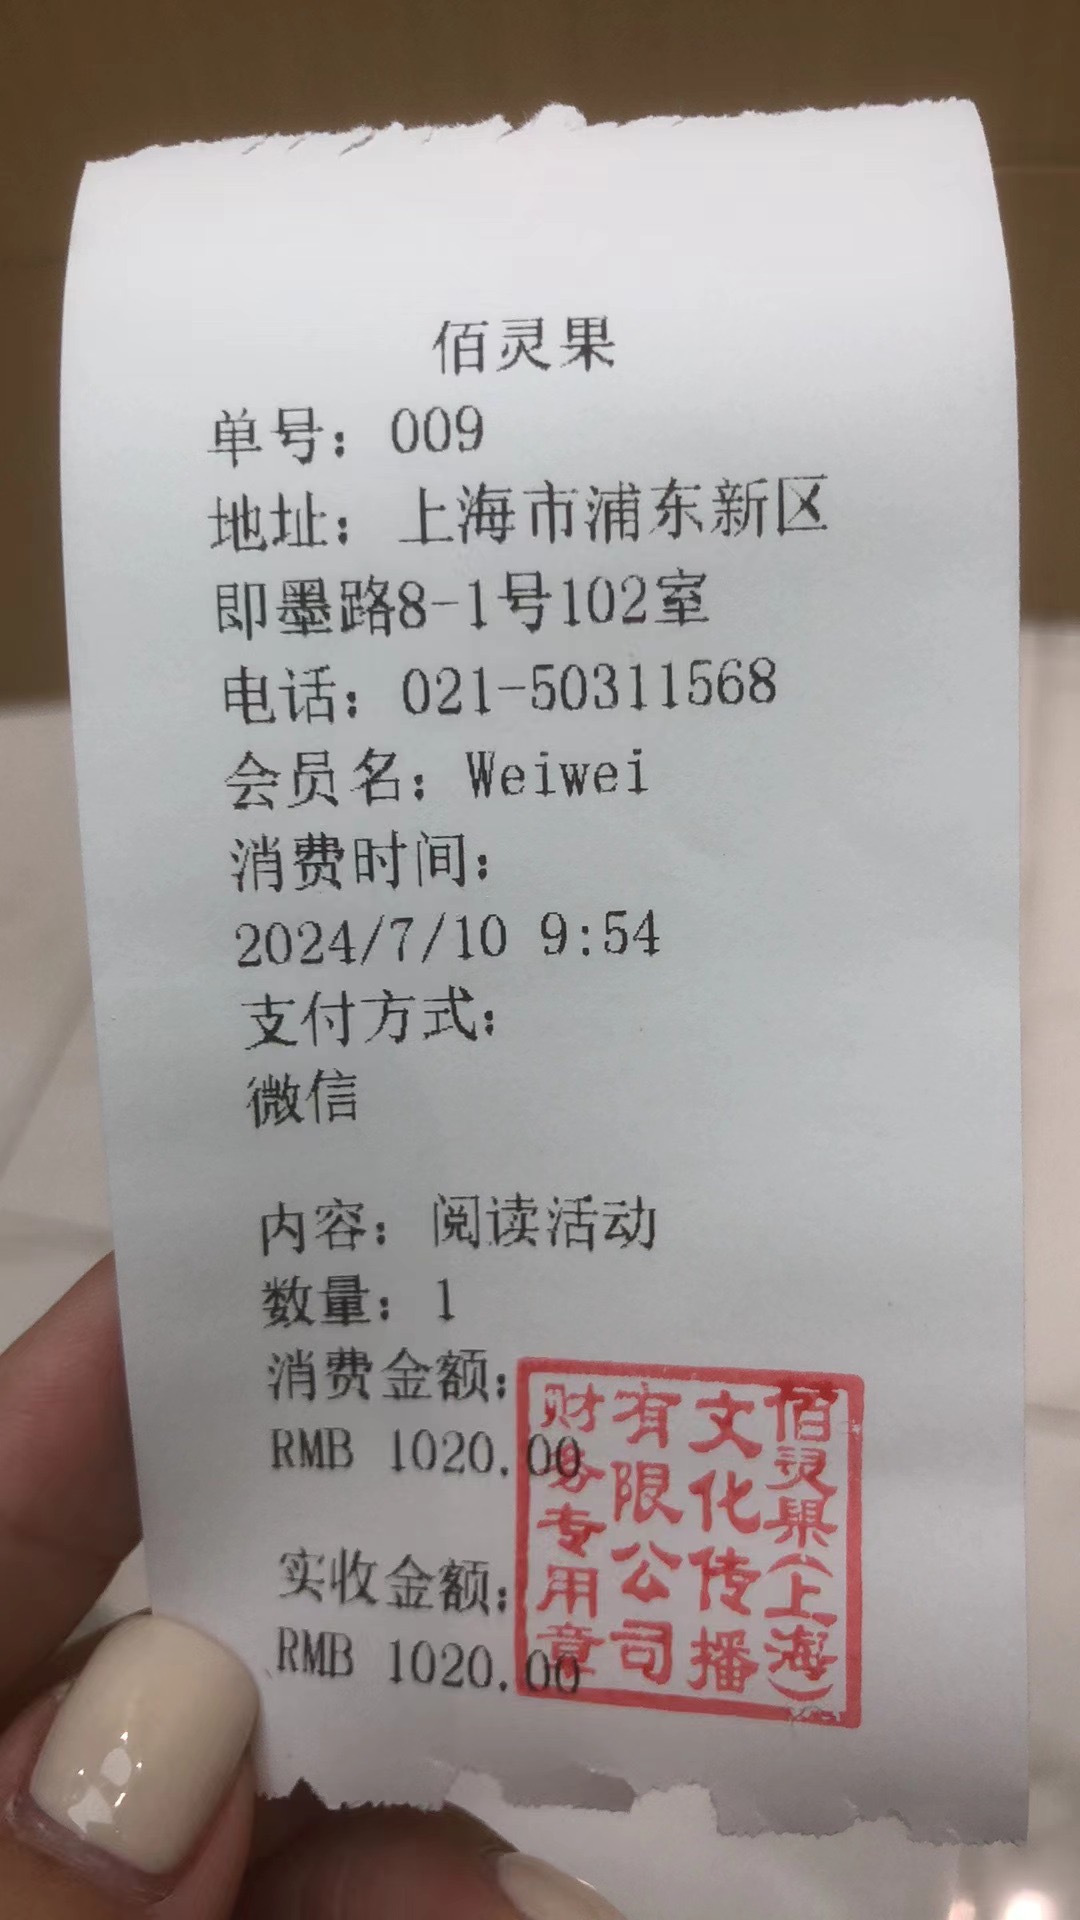 佰灵果
单号：009
地址：上海市浦东新区
即墨路8-1号102室
电话：021-50311568
会员名：Weiwei
消费时间：
2024/7/10 9:54
支付方式：
微信
内容：阅读活动
数量：1
消费金额：
RMB 1020.00
实收金额：
RMB 1020.00
佰灵果(上海)
文化传播
有限公司
财务专用章